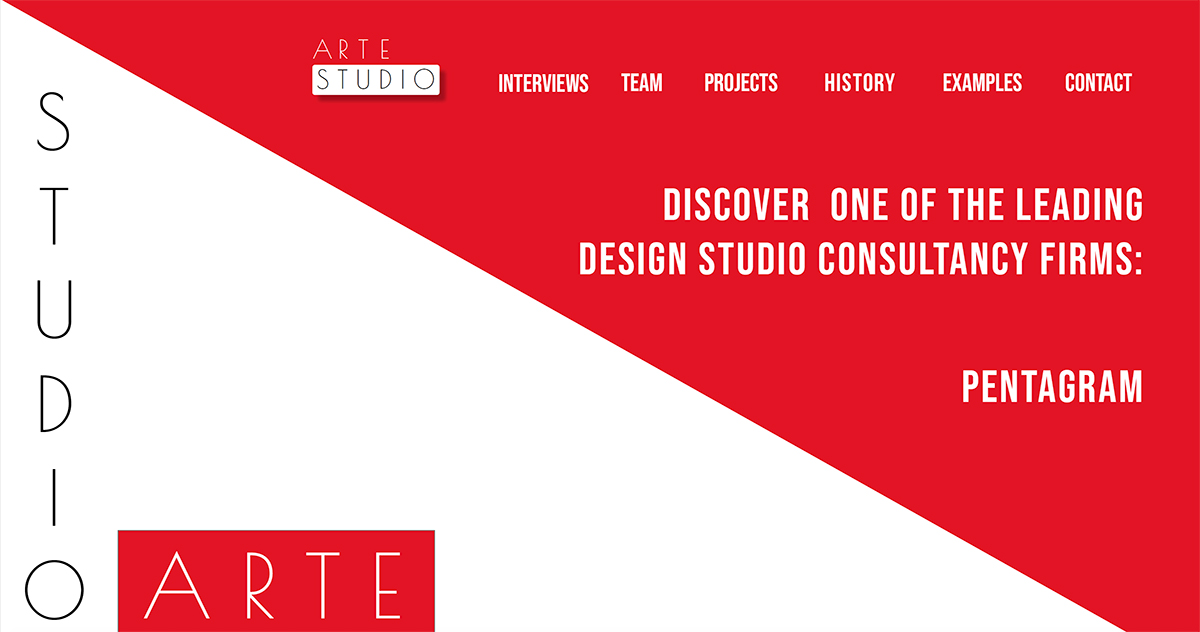 ARTE
STUDIO
INTERVIEWS TEAM PROJECTS HISTORY EXAMPLES CONTACT
DISCOVER ONE OF THE LEADING
DESIGN STUDIO CONSULTANCY FIRMS:
PENTAGRAM
STUDIO
ARTE